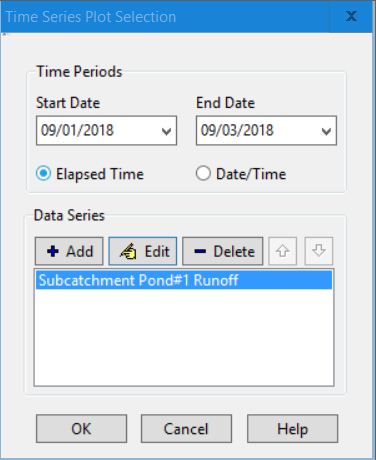 Time Series Plot Selection x
Time Periods
Start Date End Date
09/01/2018 09/03/2018
Elapsed Time Date/Time
Data Series
Add Edit Delete
Subcatchment Pond#1 Runoff
OK Cancel Help